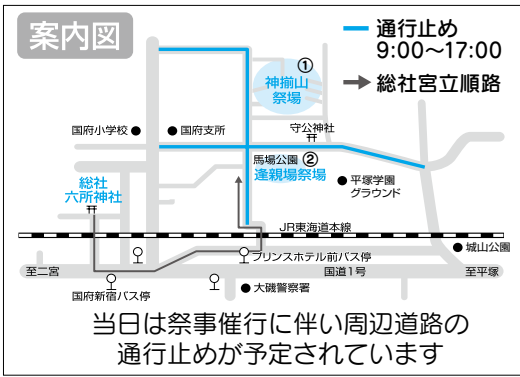 案内図
通行止め
9:00〜17:00
総社宮立順路
①
神揃山
祭場
国府小学校
国府支所
守公神社
馬場公園 ②
逢親場祭場
総社
六所神社
平塚学園
グラウンド
JR東海道本線
城山公園
プリンスホテル前バス停
至二宮
国道1号
至平塚
国府新宿バス停
大磯警察署
当日は祭事催行に伴い周辺道路の
通行止めが予定されています